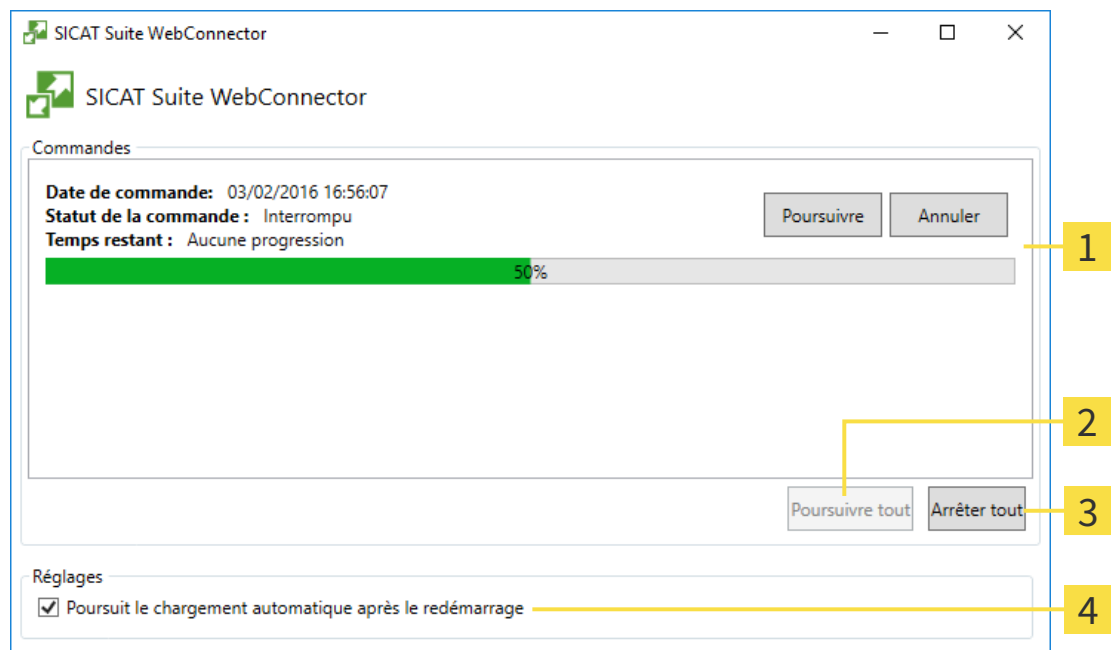 SICAT Suite WebConnector
SICAT Suite WebConnector
Commandes
Date de commande: 03/02/2016 16:56:07
Statut de la commande : Interrompu
Temps restant : Aucune progression
Poursuivre
Annuler
1
50%
2
Poursuivre tout
Arrêter tout
3
Réglages
Poursuit le chargement automatique après le redémarrage
4